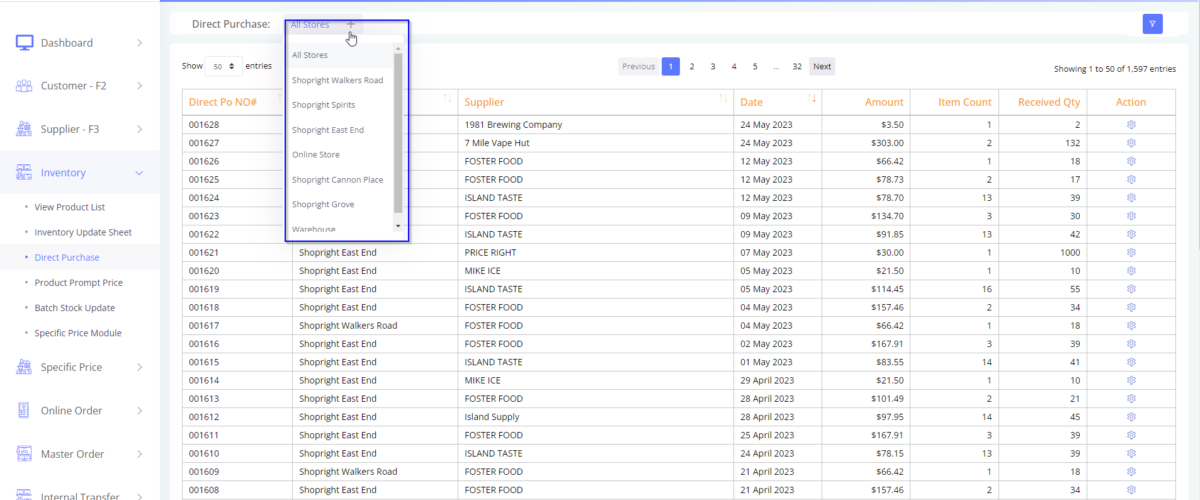 Direct Purchase: All Stores +
Dashboard
Customer - F2
Supplier - F3
Inventory
View Product List
Inventory Update Sheet
Direct Purchase
Product Prompt Price
Batch Stock Update
Specific Price Module
Specific Price
Online Order
Master Order
Internal Transfer
All Stores
Shopright Walkers Road
Shopright Spirits
Shopright East End
Online Store
Shopright Cannon Place
Shopright Grove
Warehouse
Show 50 entries
Previous 1 2 3 4 5 ... 32 Next
Showing 1 to 50 of 1,597 entries
Direct Po NO# Supplier Date Amount Item Count Received Qty Action
001628 1981 Brewing Company 24 May 2023 $3.50 1 2
001627 7 Mile Vape Hut 24 May 2023 $303.00 2 132
001626 FOSTER FOOD 12 May 2023 $66.42 1 18
001625 FOSTER FOOD 12 May 2023 $78.73 2 17
001624 ISLAND TASTE 12 May 2023 $78.70 13 39
001623 FOSTER FOOD 09 May 2023 $134.70 3 30
001622 ISLAND TASTE 09 May 2023 $91.85 13 42
001621 Shopright East End PRICE RIGHT 07 May 2023 $30.00 1 1000
001620 Shopright East End MIKE ICE 05 May 2023 $21.50 1 10
001619 Shopright East End ISLAND TASTE 05 May 2023 $114.45 16 55
001618 Shopright East End FOSTER FOOD 04 May 2023 $157.46 2 34
001617 Shopright Walkers Road FOSTER FOOD 04 May 2023 $66.42 1 18
001616 Shopright East End FOSTER FOOD 02 May 2023 $167.91 3 39
001615 Shopright East End ISLAND TASTE 01 May 2023 $83.55 14 41
001614 Shopright East End MIKE ICE 29 April 2023 $21.50 1 10
001613 Shopright East End FOSTER FOOD 28 April 2023 $101.49 2 21
001612 Shopright East End Island Supply 28 April 2023 $97.95 14 45
001611 Shopright East End FOSTER FOOD 25 April 2023 $167.91 3 39
001610 Shopright East End ISLAND TASTE 24 April 2023 $78.15 13 39
001609 Shopright Walkers Road FOSTER FOOD 21 April 2023 $66.42 1 18
001608 Shopright East End FOSTER FOOD 21 April 2023 $157.46 2 34